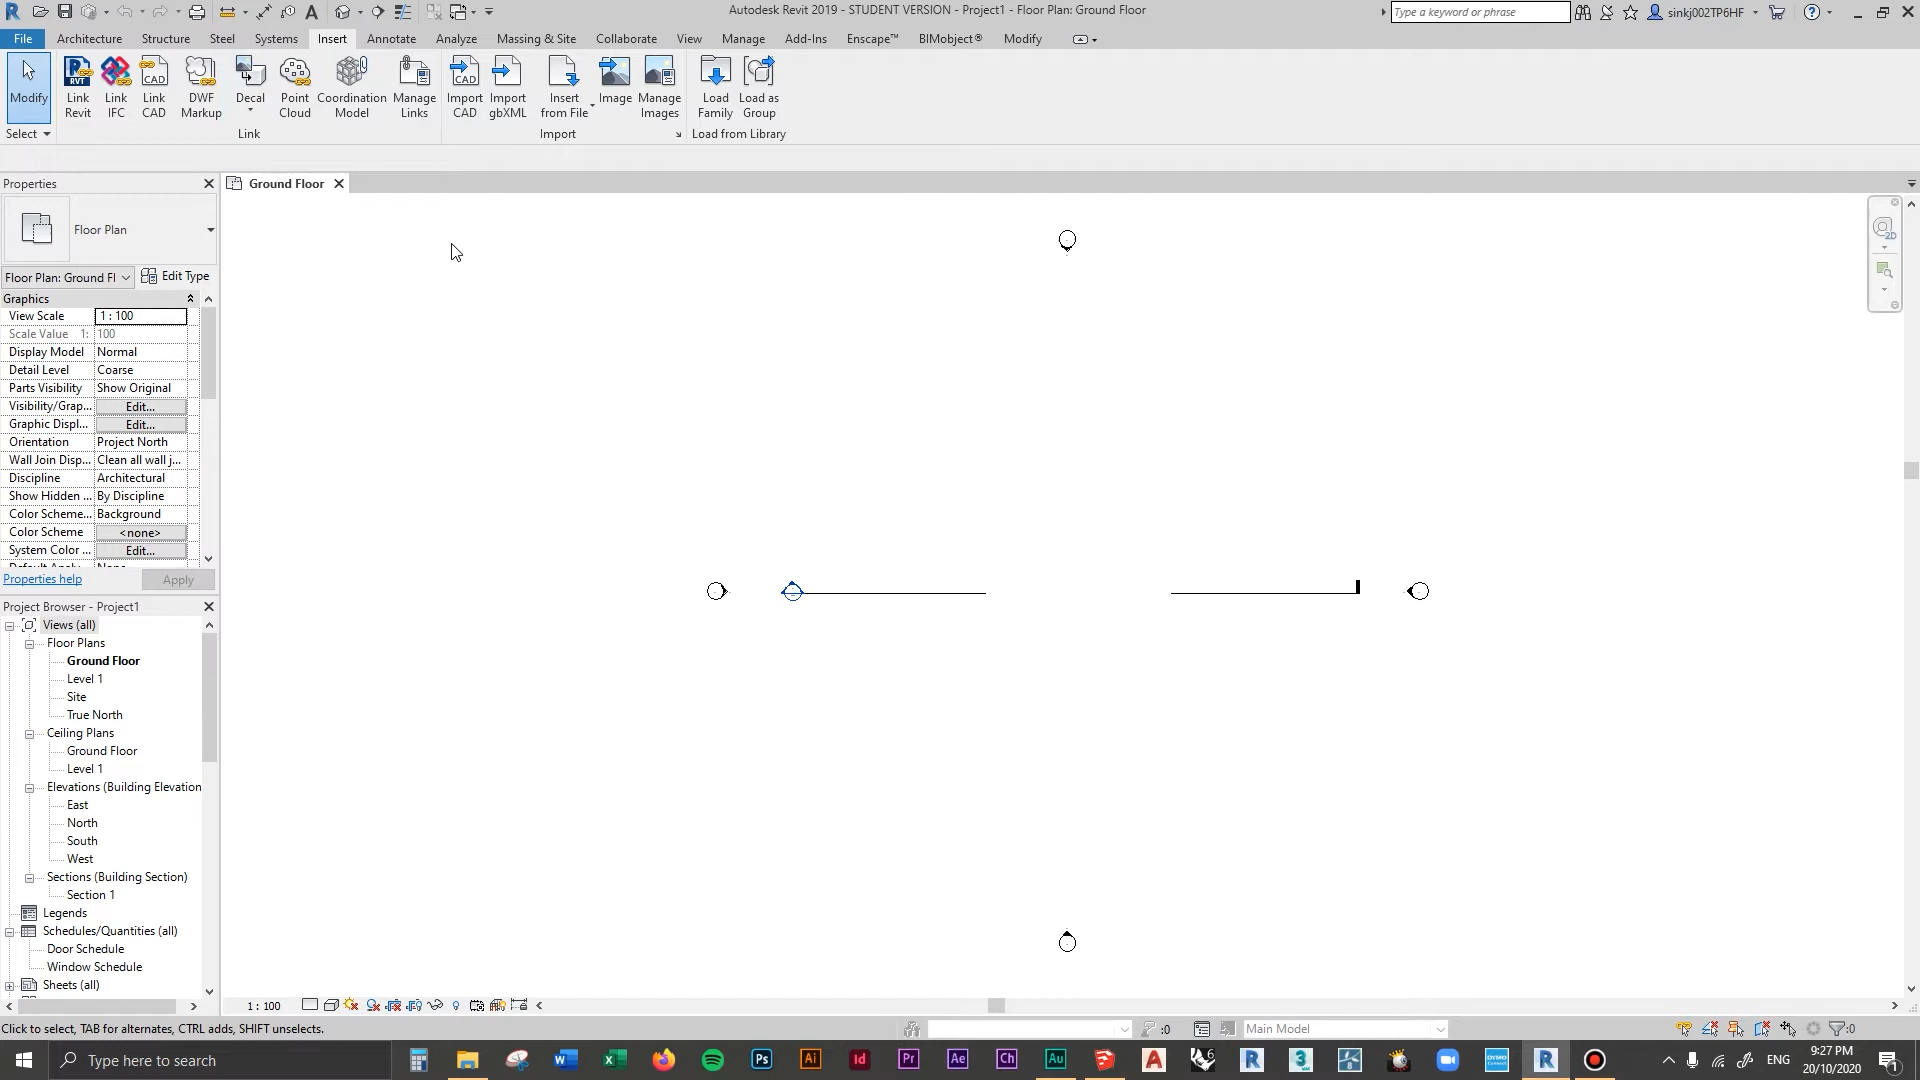 Autodesk Revit 2019 - STUDENT VERSION - Project1 - Floor Plan: Ground Floor
Type a keyword or phrase
sinkj002TP6HF
File Architecture Structure Steel Systems Insert Annotate Analyze Massing & Site Collaborate View Manage Add-Ins Enscape™ BIMobject® Modify
Modify
Link Revit
Link IFC
Link CAD
DWF Markup
Decal
Point Cloud
Coordination Model
Manage Links
Import CAD
Import gbXML
Insert from File
Image
Manage Images
Load Family
Load as Group
Select
Link
Import
Load from Library
Properties
Ground Floor
Floor Plan
Floor Plan: Ground Fl
Edit Type
Graphics
View Scale 1 : 100
Scale Value 1: 100
Display Model Normal
Detail Level Coarse
Parts Visibility Show Original
Visibility/Grap... Edit...
Graphic Displ... Edit...
Orientation Project North
Wall Join Disp... Clean all wall j...
Discipline Architectural
Show Hidden ... By Discipline
Color Scheme... Background
Color Scheme <none>
System Color ... Edit...
Properties help
Apply
Project Browser - Project1
Views (all)
Floor Plans
Ground Floor
Level 1
Site
True North
Ceiling Plans
Ground Floor
Level 1
Elevations (Building Elevation
East
North
South
West
Sections (Building Section)
Section 1
Legends
Schedules/Quantities (all)
Door Schedule
Window Schedule
Sheets (all)
1 : 100
Click to select, TAB for alternates, CTRL adds, SHIFT unselects.
:0
Main Model
:0
Type here to search
ENG
9:27 PM
20/10/2020